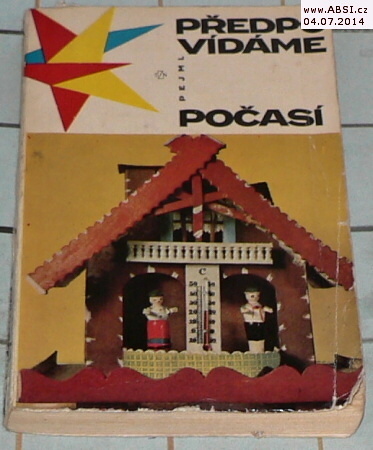 www.ABSI.cz
04.07.2014
PŘEDPO
VÍDÁME
PEJML
POČASÍ
C